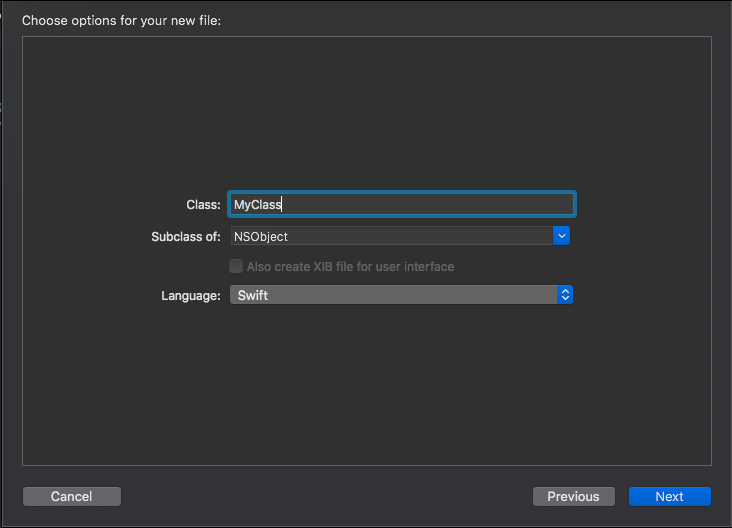 Choose options for your new file:
Class: MyClass
Subclass of: NSObject
Also create XIB file for user interface
Language: Swift
Cancel Previous Next